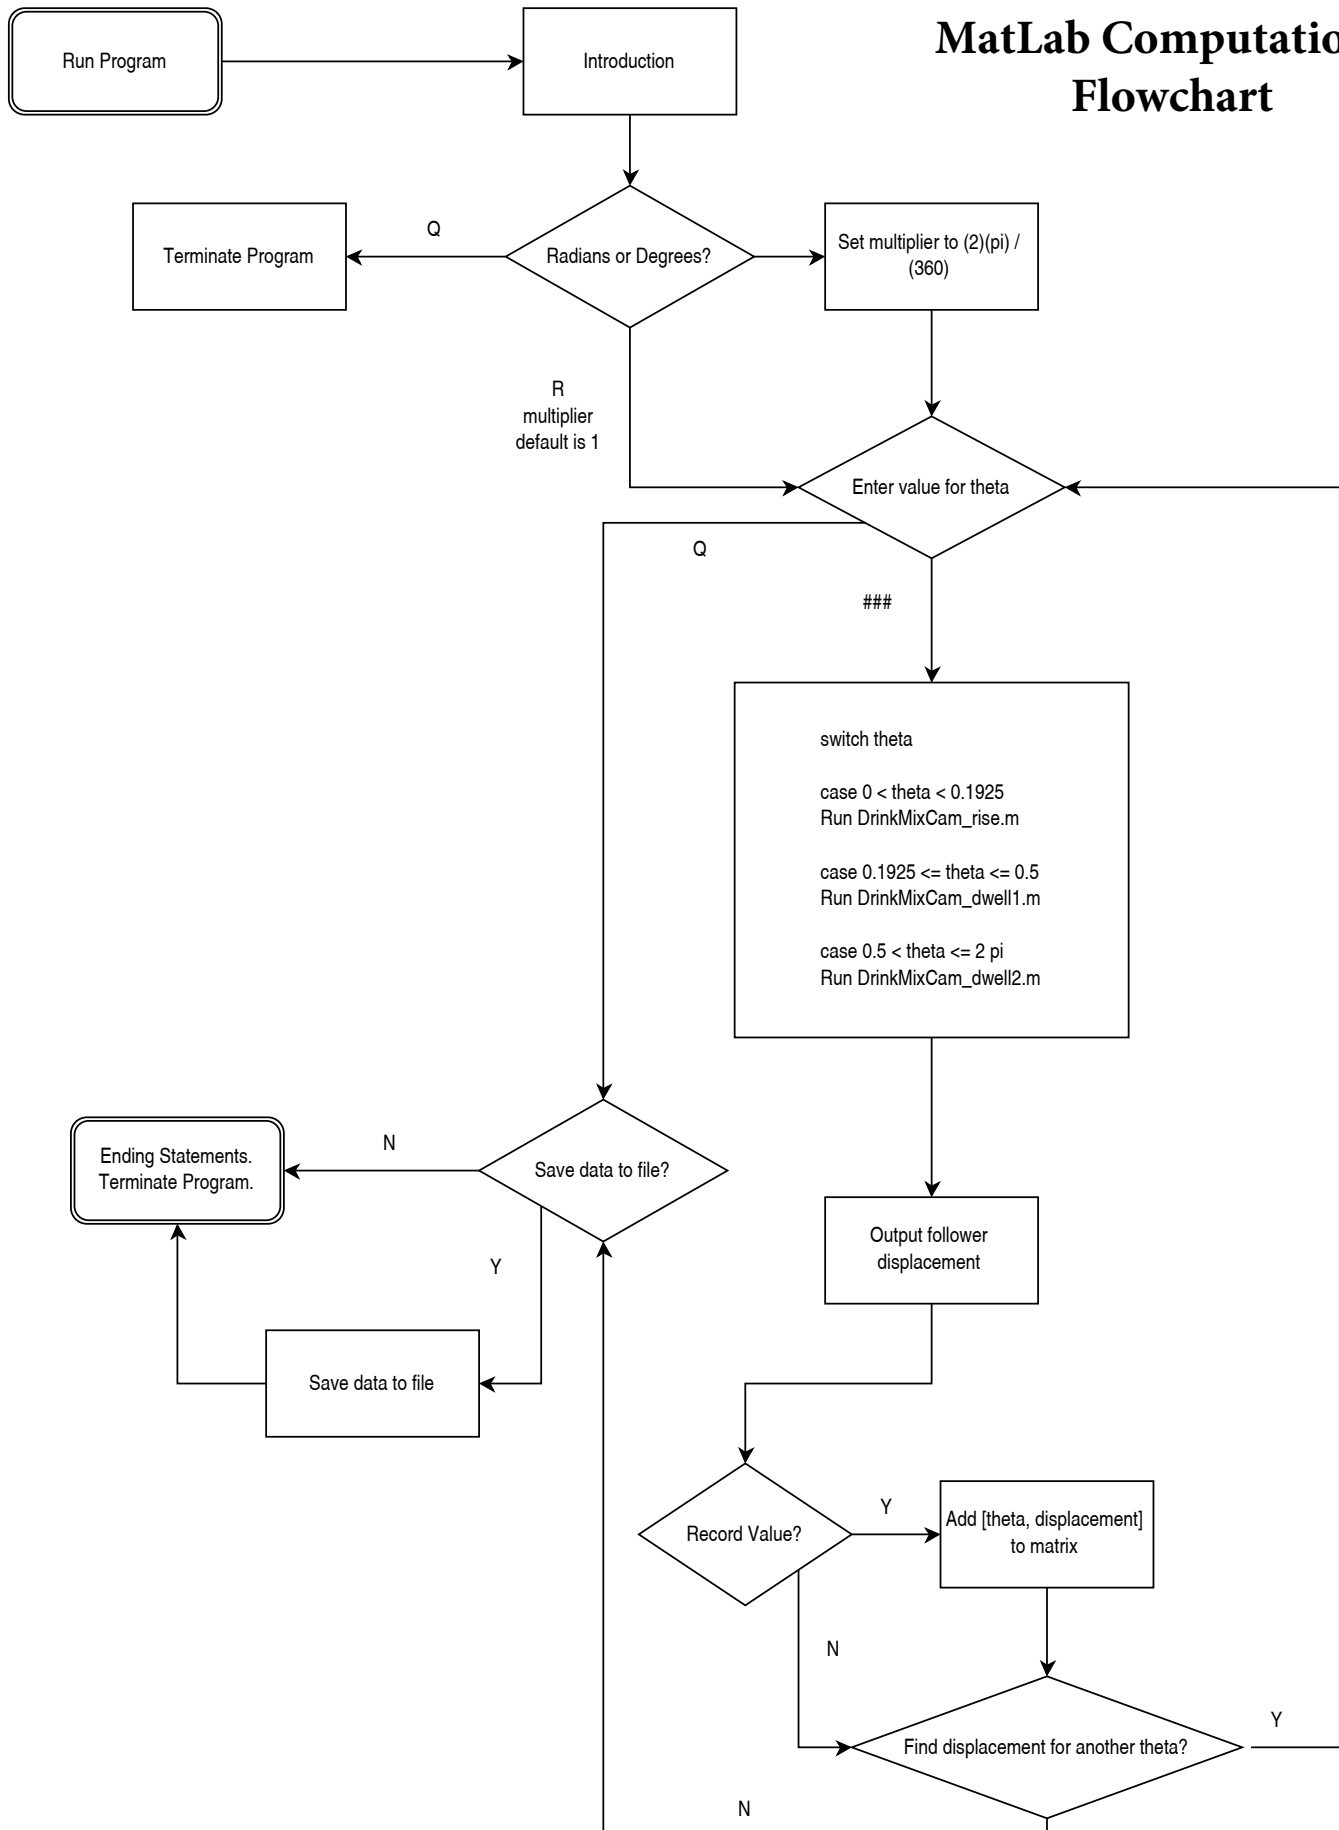 MatLab Computatio
Flowchart
Run Program
Introduction
Terminate Program
Q
Radians or Degrees?
Set multiplier to (2)(pi) /
(360)
R
multiplier
default is 1
Enter value for theta
Q
###
switch theta
case 0 < theta < 0.1925
Run DrinkMixCam_rise.m
case 0.1925 <= theta <= 0.5
Run DrinkMixCam_dwell1.m
case 0.5 < theta <= 2 pi
Run DrinkMixCam_dwell2.m
Ending Statements.
Terminate Program.
N
Save data to file?
Y
Save data to file
Output follower
displacement
Record Value?
Y
Add [theta, displacement]
to matrix
N
Find displacement for another theta?
Y
N